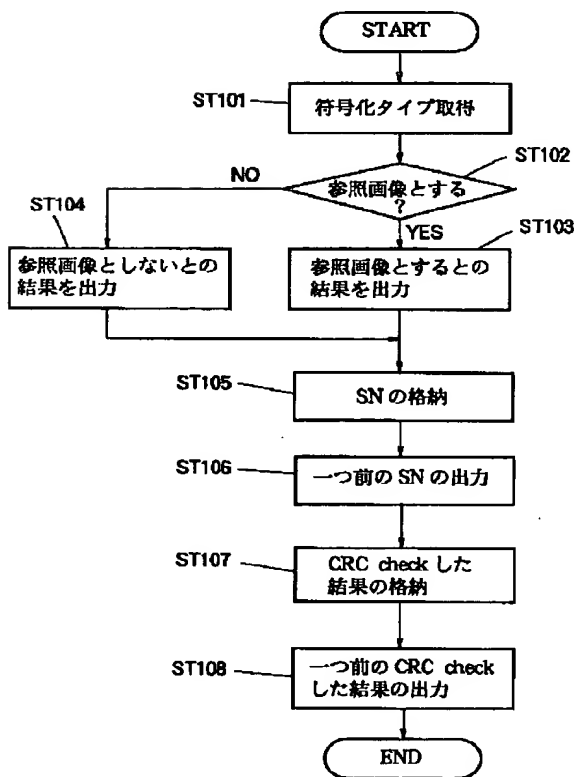 START
ST101
符号化タイプ取得
ST102
参照画像とする
?
NO
YES
ST104
参照画像としないとの
結果を出力
ST103
参照画像とするとの
結果を出力
ST105
SNの格納
ST106
一つ前の SN の出力
ST107
CRC check した
結果の格納
ST108
一つ前の CRC check
した結果の出力
END